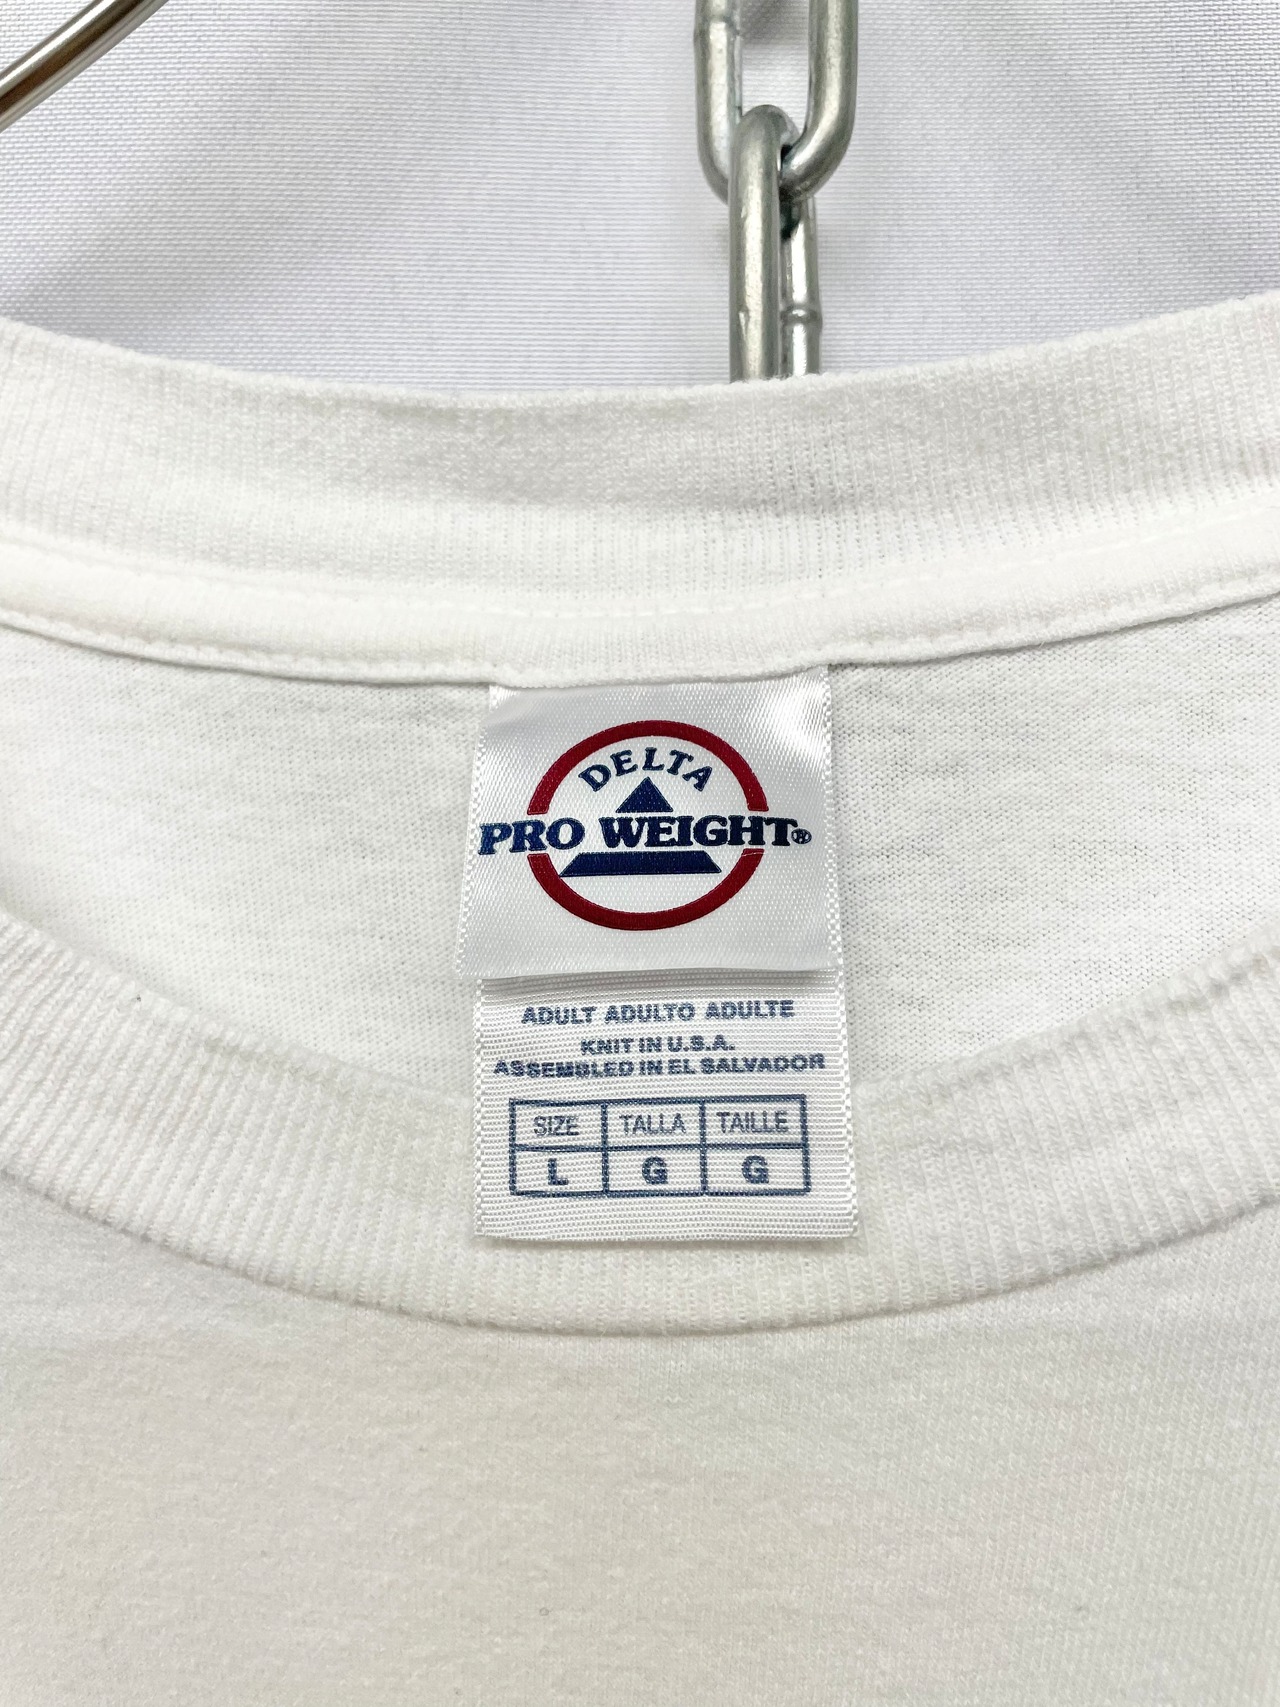 DELTA
PRO WEIGHT®
ADULT ADULTO ADULTE
KNIT IN U.S.A.
ASSEMBLED IN EL SALVADOR
SIZE TALLA TAILLE
L G G